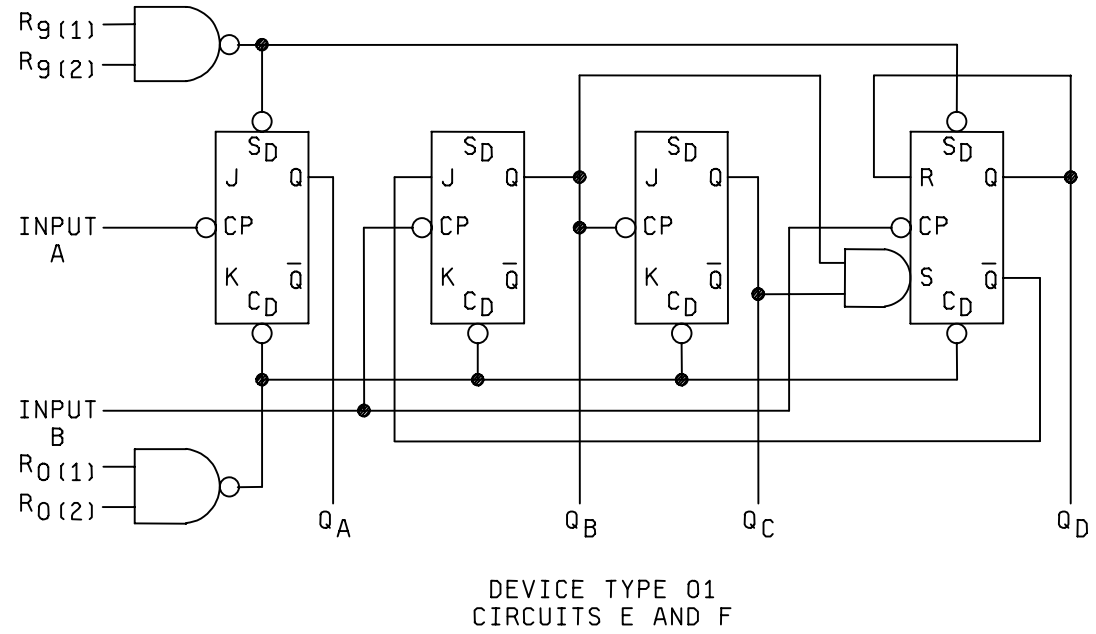 R9(1)
R9(2)
SD SD SD SD
J Q J Q J Q R Q
INPUT A
CP CP CP CP
K Q̅ K Q̅ K Q̅ S Q̅
CD CD CD CD
INPUT B
R0(1)
R0(2)
QA QB QC QD
DEVICE TYPE 01
CIRCUITS E AND F